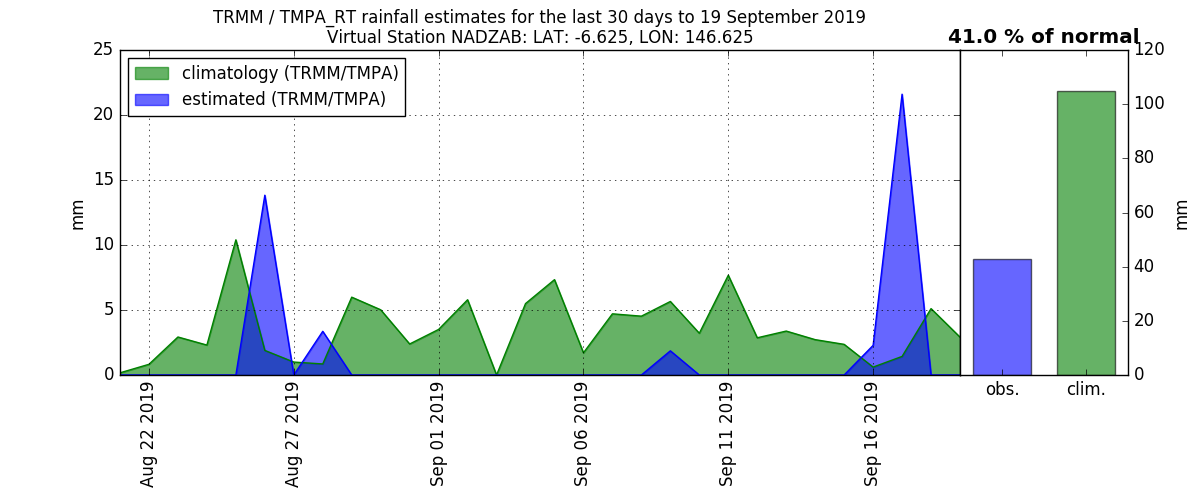 TRMM / TMPA_RT rainfall estimates for the last 30 days to 19 September 2019
Virtual Station NADZAB: LAT: -6.625, LON: 146.625
41.0 % of normal
climatology (TRMM/TMPA)
estimated (TRMM/TMPA)
25
20
15
10
5
0
mm
Aug 22 2019
Aug 27 2019
Sep 01 2019
Sep 06 2019
Sep 11 2019
Sep 16 2019
120
100
80
60
40
20
0
mm
obs.
clim.